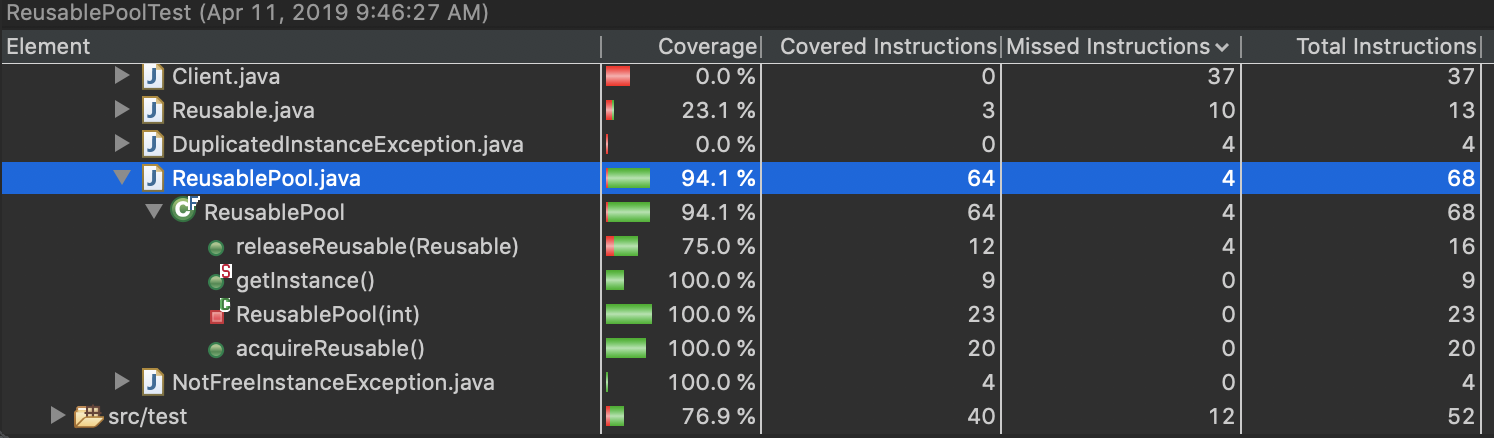 ReusablePoolTest (Apr 11, 2019 9:46:27 AM)
Element Coverage Covered Instructions Missed Instructions Total Instructions
Client.java 0.0 % 0 37 37
Reusable.java 23.1 % 3 10 13
DuplicatedInstanceException.java 0.0 % 0 4 4
ReusablePool.java 94.1 % 64 4 68
ReusablePool 94.1 % 64 4 68
releaseReusable(Reusable) 75.0 % 12 4 16
getInstance() 100.0 % 9 0 9
ReusablePool(int) 100.0 % 23 0 23
acquireReusable() 100.0 % 20 0 20
NotFreeInstanceException.java 100.0 % 4 0 4
src/test 76.9 % 40 12 52